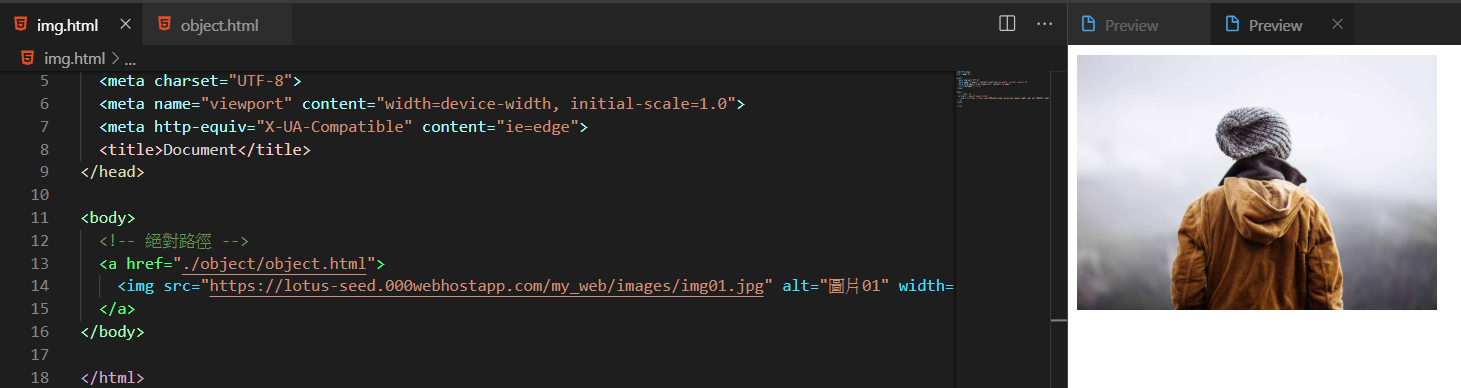 img.html × object.html ···
Preview Preview ×
img.html > ...
5 <meta charset="UTF-8">
6 <meta name="viewport" content="width=device-width, initial-scale=1.0">
7 <meta http-equiv="X-UA-Compatible" content="ie=edge">
8 <title>Document</title>
9 </head>
10
11 <body>
12 <!-- 絕對路徑 -->
13 <a href="./object/object.html">
14 <img src="https://lotus-seed.000webhostapp.com/my_web/images/img01.jpg" alt="圖片01" width=
15 </a>
16 </body>
17
18 </html>